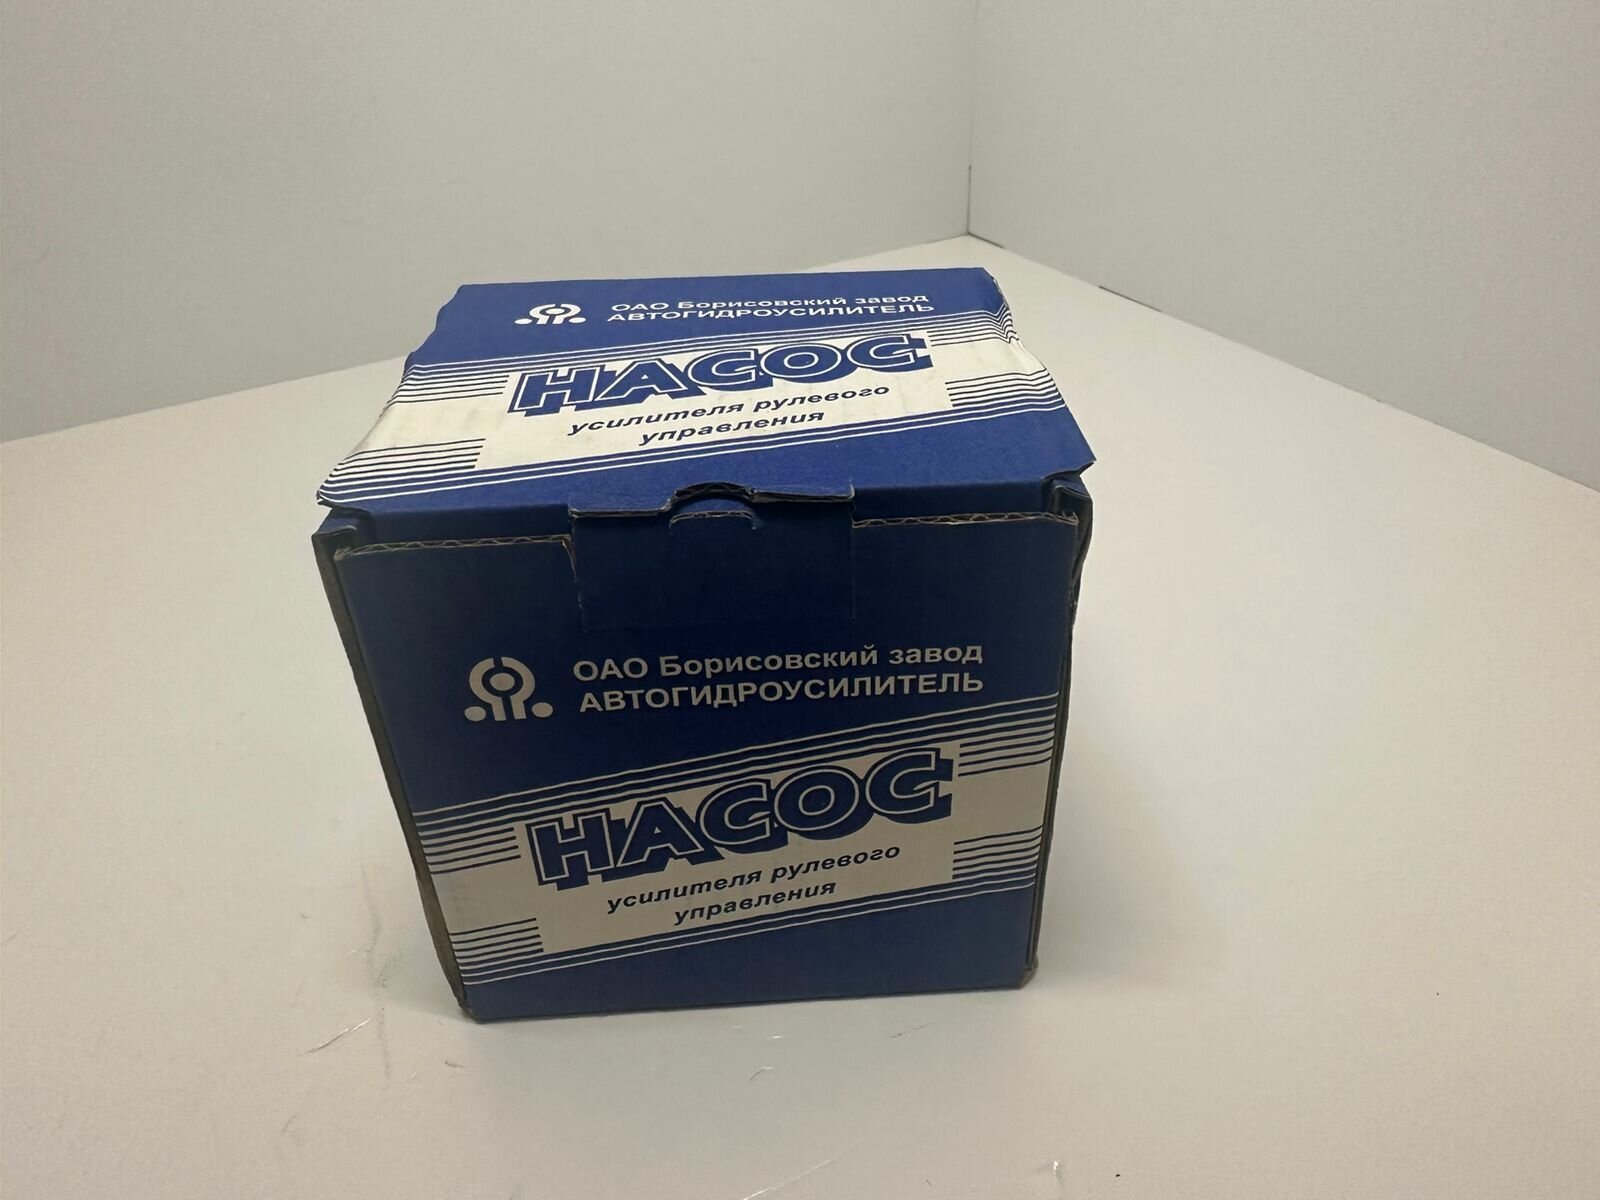 ОАО Борисовский завод
АВТОГИДРОУСИЛИТЕЛЬ
НАСОС
усилителя рулевого
управления
ОАО Борисовский завод
АВТОГИДРОУСИЛИТЕЛЬ
НАСОС
усилителя рулевого
управления